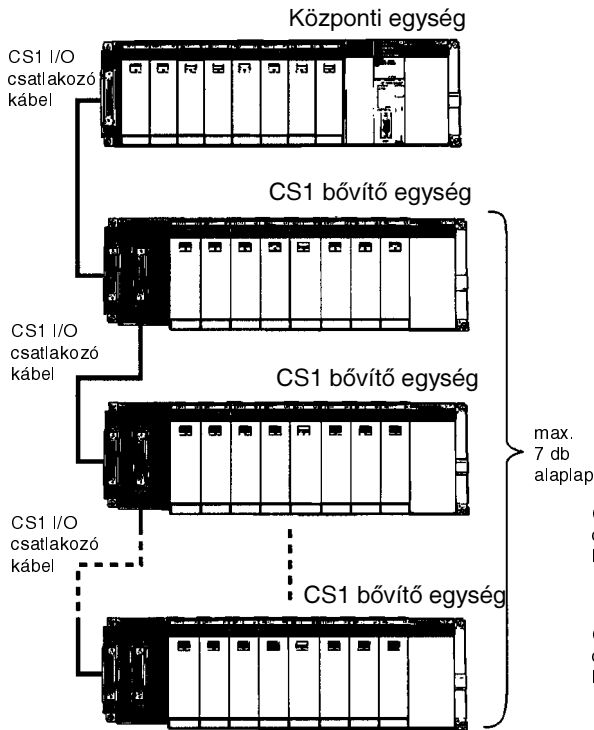 Központi egység
CS1 I/O
csatlakozó
kábel
CS1 bővítő egység
CS1 I/O
csatlakozó
kábel
CS1 bővítő egység
max.
7 db
alaplap
CS1 I/O
csatlakozó
kábel
CS1 bővítő egység